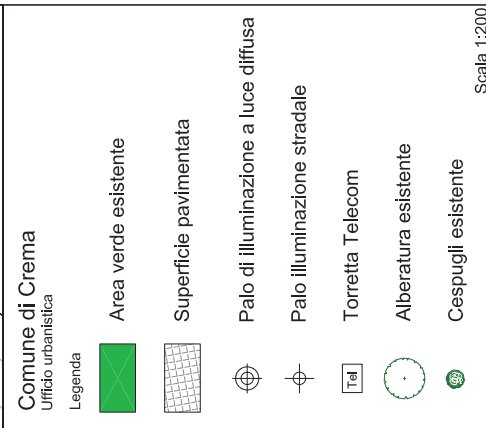 Comune di Crema
Ufficio urbanistica
Legenda
Area verde esistente
Superficie pavimentata
Palo di illuminazione a luce diffusa
Palo illuminazione stradale
Tel
Torretta Telecom
Alberatura esistente
Cespugli esistente
Scala 1:200